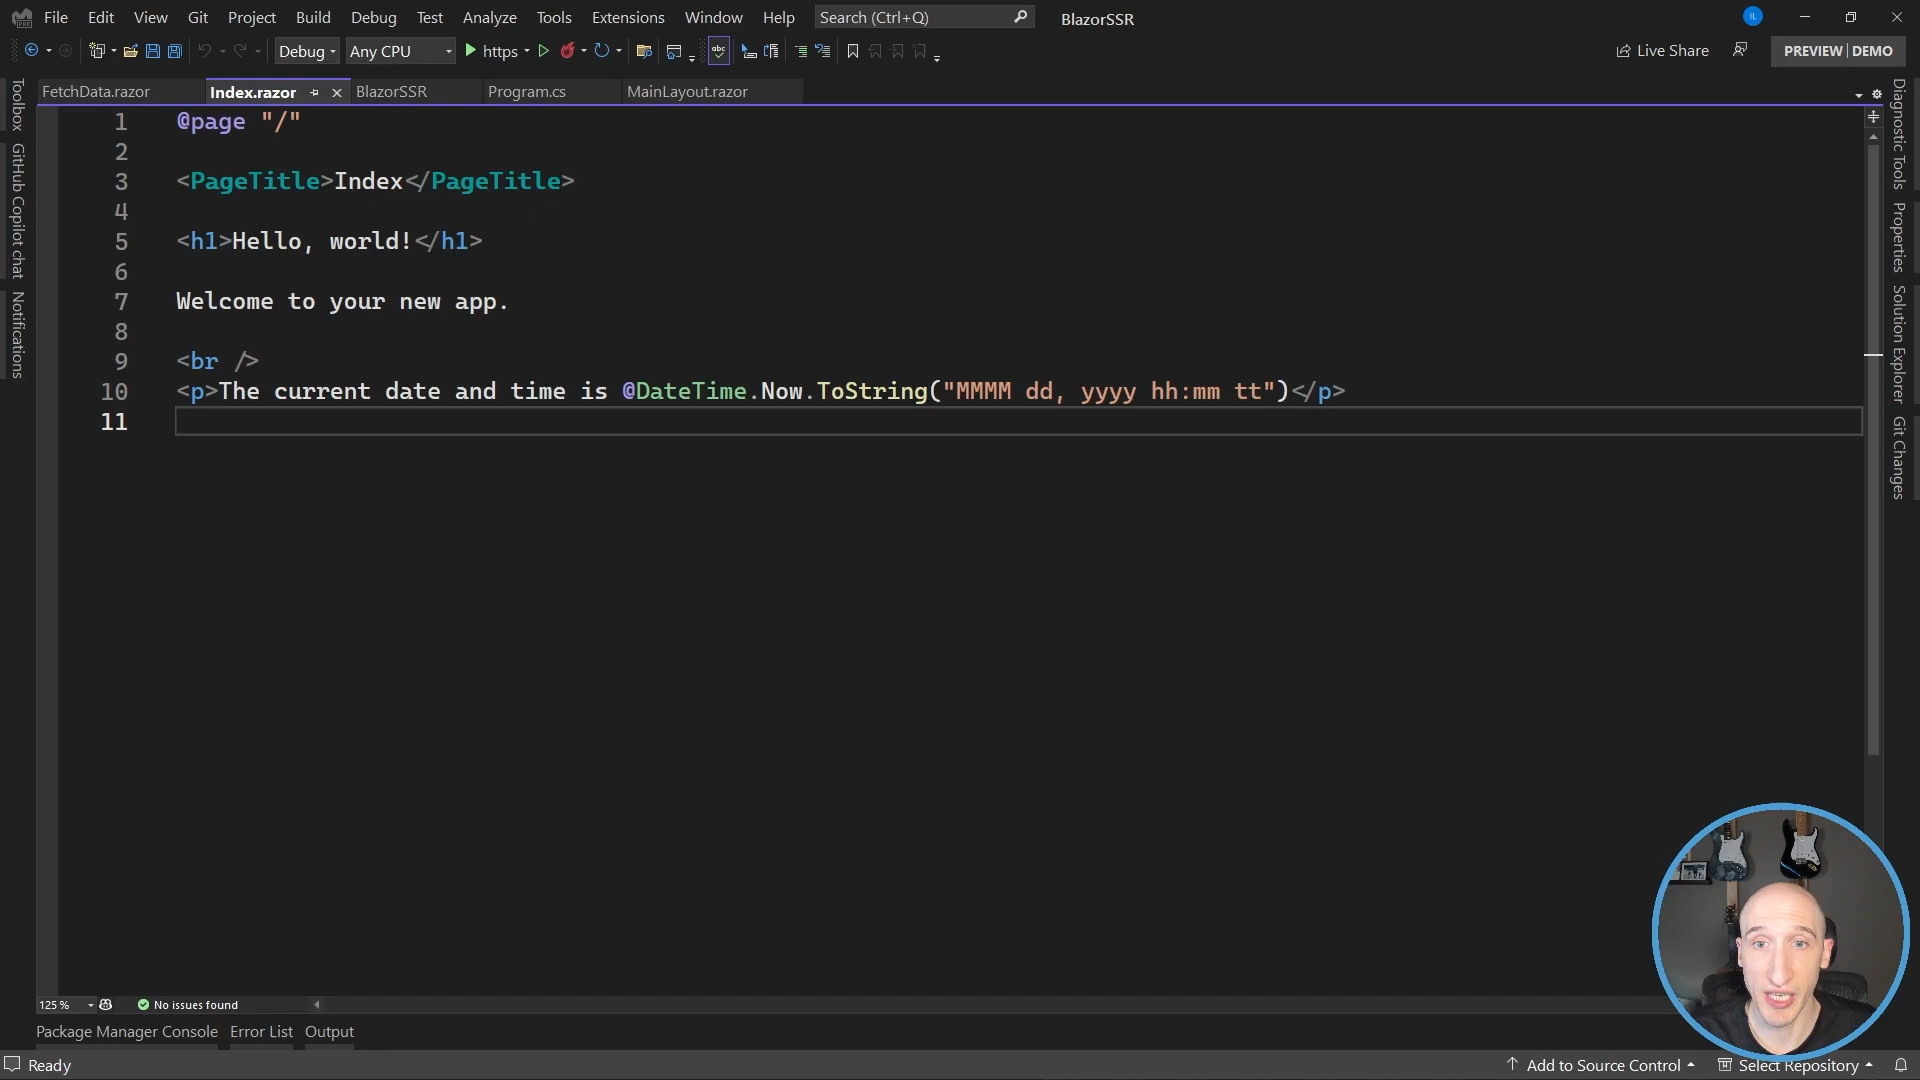 File Edit View Git Project Build Debug Test Analyze Tools Extensions Window Help Search (Ctrl+Q) BlazorSSR IL
Debug Any CPU https abc Live Share PREVIEW DEMO
FetchData.razor Index.razor BlazorSSR Program.cs MainLayout.razor
Toolbox
GitHub Copilot chat
Notifications
1 @page "/"
2
3 <PageTitle>Index</PageTitle>
4
5 <h1>Hello, world!</h1>
6
7 Welcome to your new app.
8
9 <br />
10 <p>The current date and time is @DateTime.Now.ToString("MMMM dd, yyyy hh:mm tt")</p>
11
Diagnostic Tools
Properties
Solution Explorer
Git Changes
125 % No issues found
Package Manager Console Error List Output
Ready Add to Source Control Select Repository